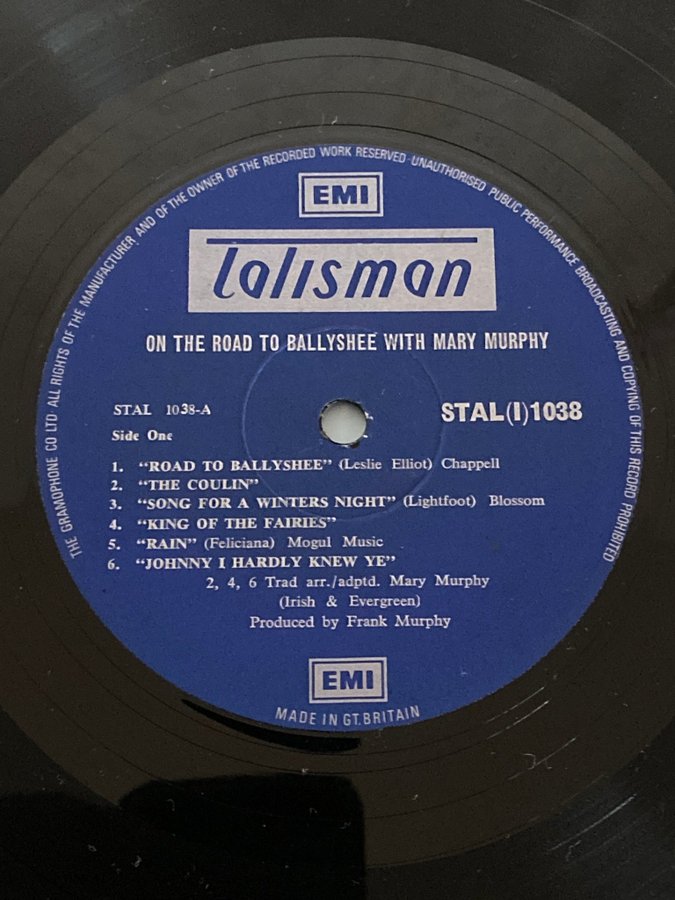 THE GRAMOPHONE CO LTD ALL RIGHTS OF THE MANUFACTURER AND OF THE OWNER OF THE RECORDED WORK RESERVED·UNAUTHORISED PUBLIC PERFORMANCE BROADCASTING AND COPYING OF THIS RECORD PROHIBITED
EMI
Talisman
ON THE ROAD TO BALLYSHEE WITH MARY MURPHY
STAL 1038-A
STAL(I)1038
Side One
1. "ROAD TO BALLYSHEE" (Leslie Elliot) Chappell
2. "THE COULIN"
3. "SONG FOR A WINTERS NIGHT" (Lightfoot) Blossom
4. "KING OF THE FAIRIES"
5. "RAIN" (Feliciana) Mogul Music
6. "JOHNNY I HARDLY KNEW YE"
2, 4, 6 Trad arr./adptd. Mary Murphy
(Irish & Evergreen)
Produced by Frank Murphy
EMI
MADE IN GT.BRITAIN